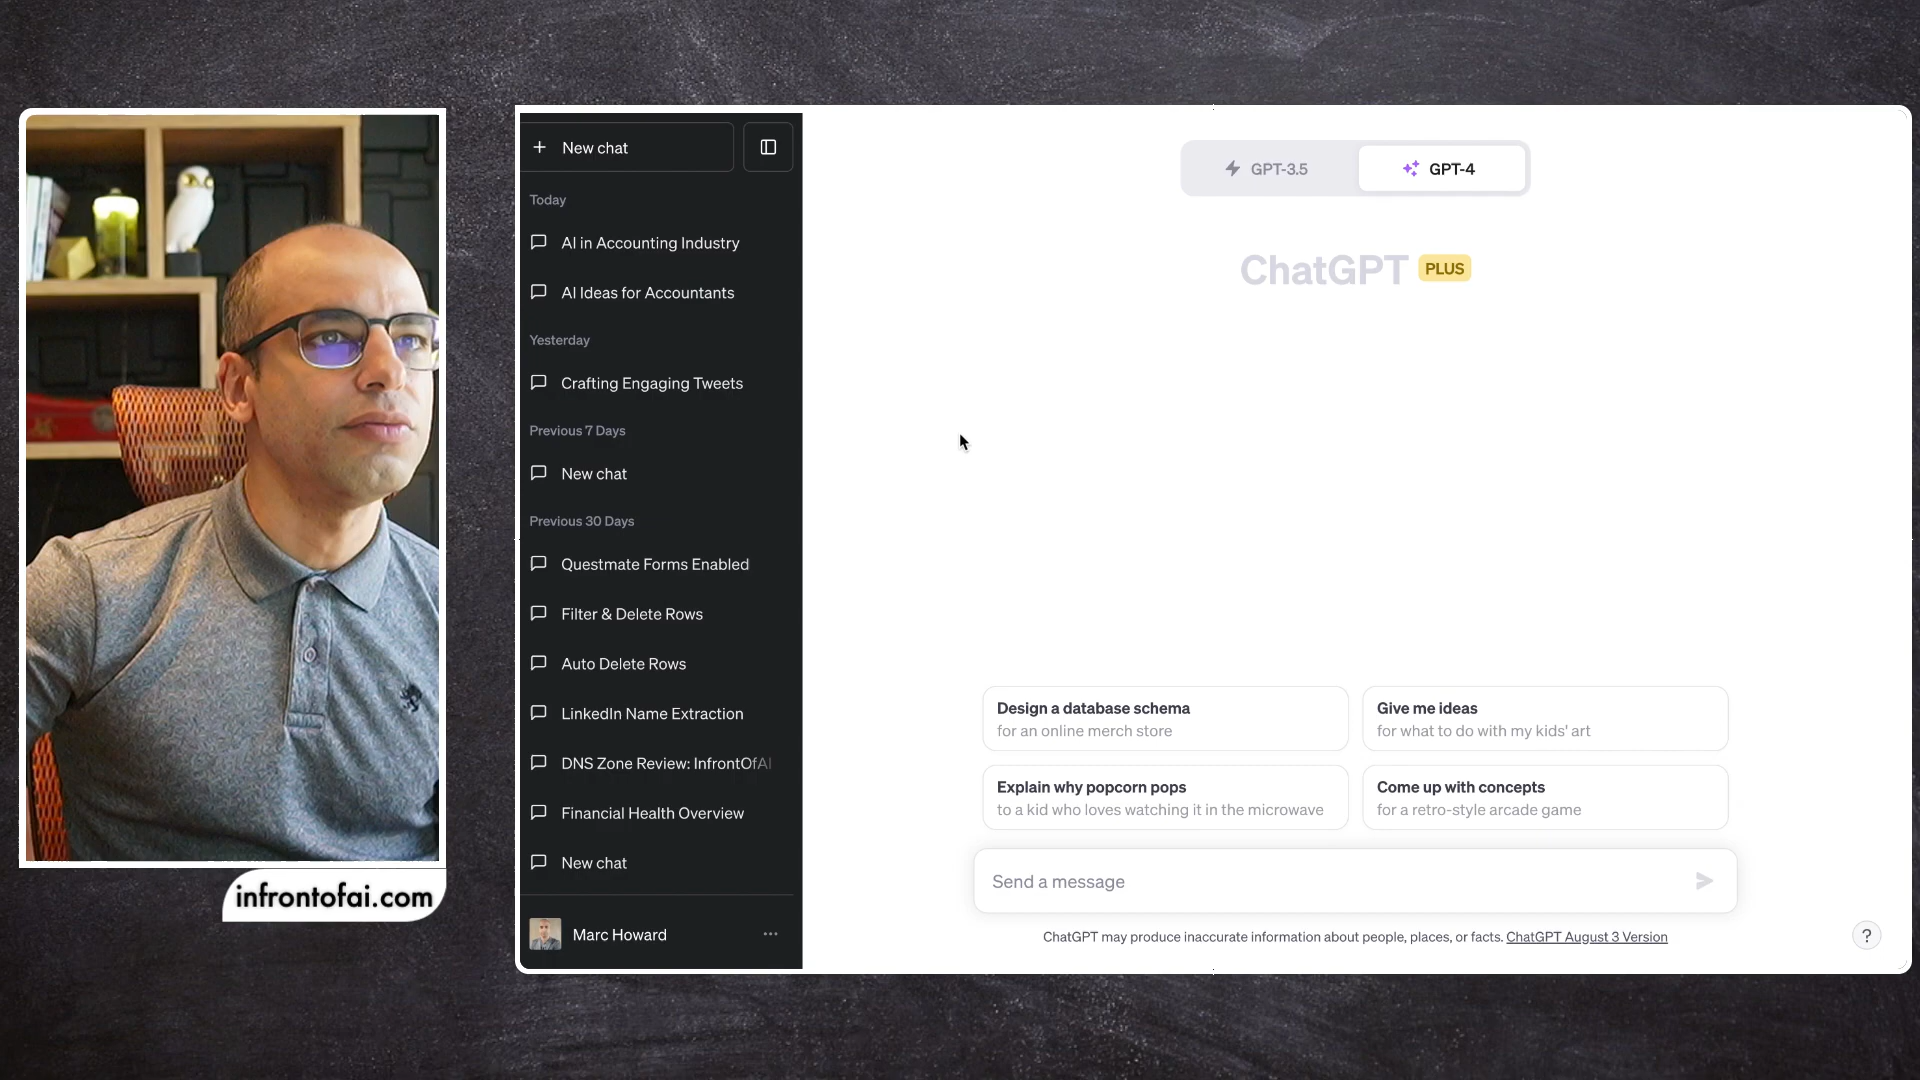 infrontofai.com
New chat
Today
AI in Accounting Industry
AI Ideas for Accountants
Yesterday
Crafting Engaging Tweets
Previous 7 Days
New chat
Previous 30 Days
Questmate Forms Enabled
Filter & Delete Rows
Auto Delete Rows
LinkedIn Name Extraction
DNS Zone Review: InfrontOfAI
Financial Health Overview
New chat
Marc Howard
GPT-3.5
GPT-4
ChatGPT PLUS
Design a database schema
for an online merch store
Give me ideas
for what to do with my kids' art
Explain why popcorn pops
to a kid who loves watching it in the microwave
Come up with concepts
for a retro-style arcade game
Send a message
ChatGPT may produce inaccurate information about people, places, or facts. ChatGPT August 3 Version
?